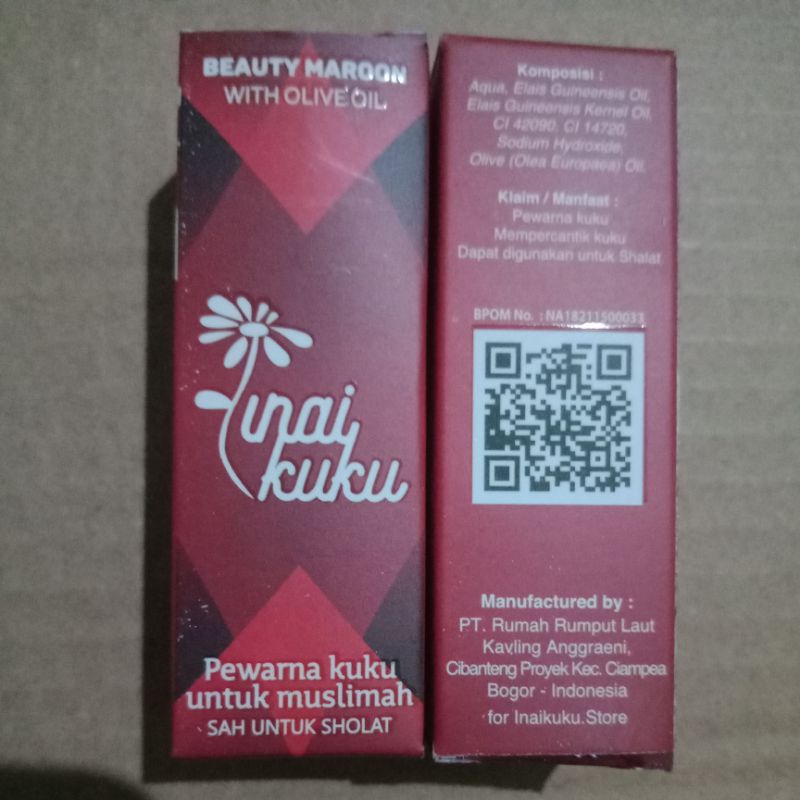 BEAUTY MAROON
WITH OLIVE OIL
inai
kuku
Pewarna kuku
untuk muslimah
SAH UNTUK SHOLAT
Komposisi :
Aqua, Elais Guineensis Oil,
Elais Guineensis Kernel Oil,
CI 42090, CI 14720,
Sodium Hydroxide,
Olive (Olea Europaea) Oil.
Klaim / Manfaat :
Pewarna kuku
Mempercantik kuku
Dapat digunakan untuk Shalat
BPOM No. : NA18211500033
Manufactured by :
PT. Rumah Rumput Laut
Kavling Anggraeni,
Cibanteng Proyek Kec. Ciampea
Bogor - Indonesia
for Inaikuku.Store